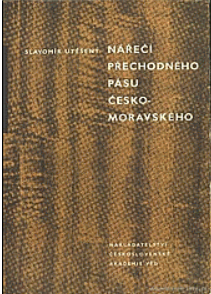 SLAVOMÍR UTĚŠENÝ
NÁŘEČÍ
PŘECHODNÉHO
PÁSU
ČESKO-
MORAVSKÉHO
NAKLADATELSTVÍ
ČESKOSLOVENSKÉ
AKADEMIE VĚD